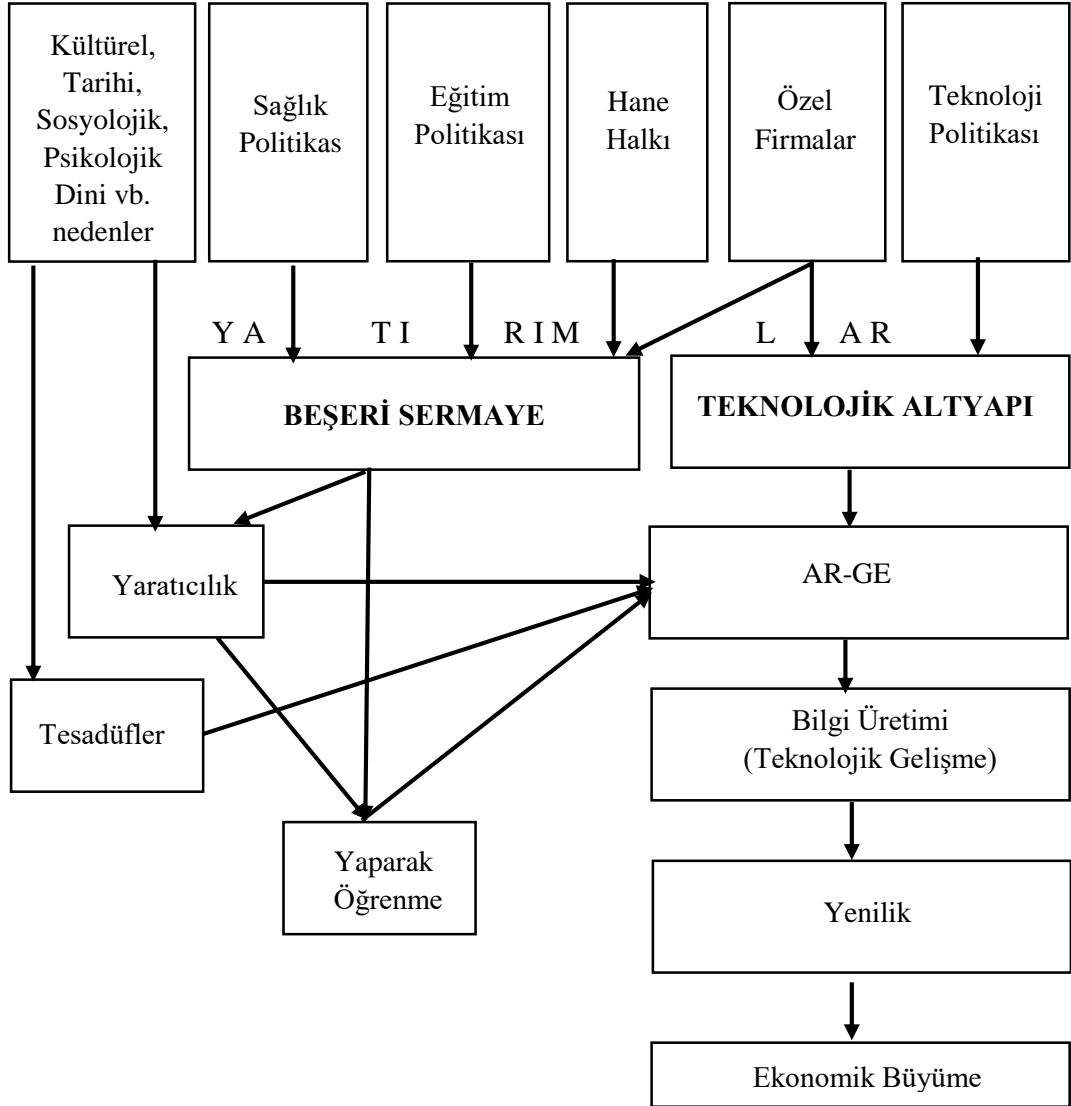 Kültürel,
Tarihi,
Sosyolojik,
Psikolojik
Dini vb.
nedenler
Sağlık
Politikas
Eğitim
Politikası
Hane
Halkı
Özel
Firmalar
Teknoloji
Politikası
Y A T I R I M L A R
BEŞERİ SERMAYE
TEKNOLOJİK ALTYAPI
Yaratıcılık
AR-GE
Tesadüfler
Bilgi Üretimi
(Teknolojik Gelişme)
Yaparak
Öğrenme
Yenilik
Ekonomik Büyüme